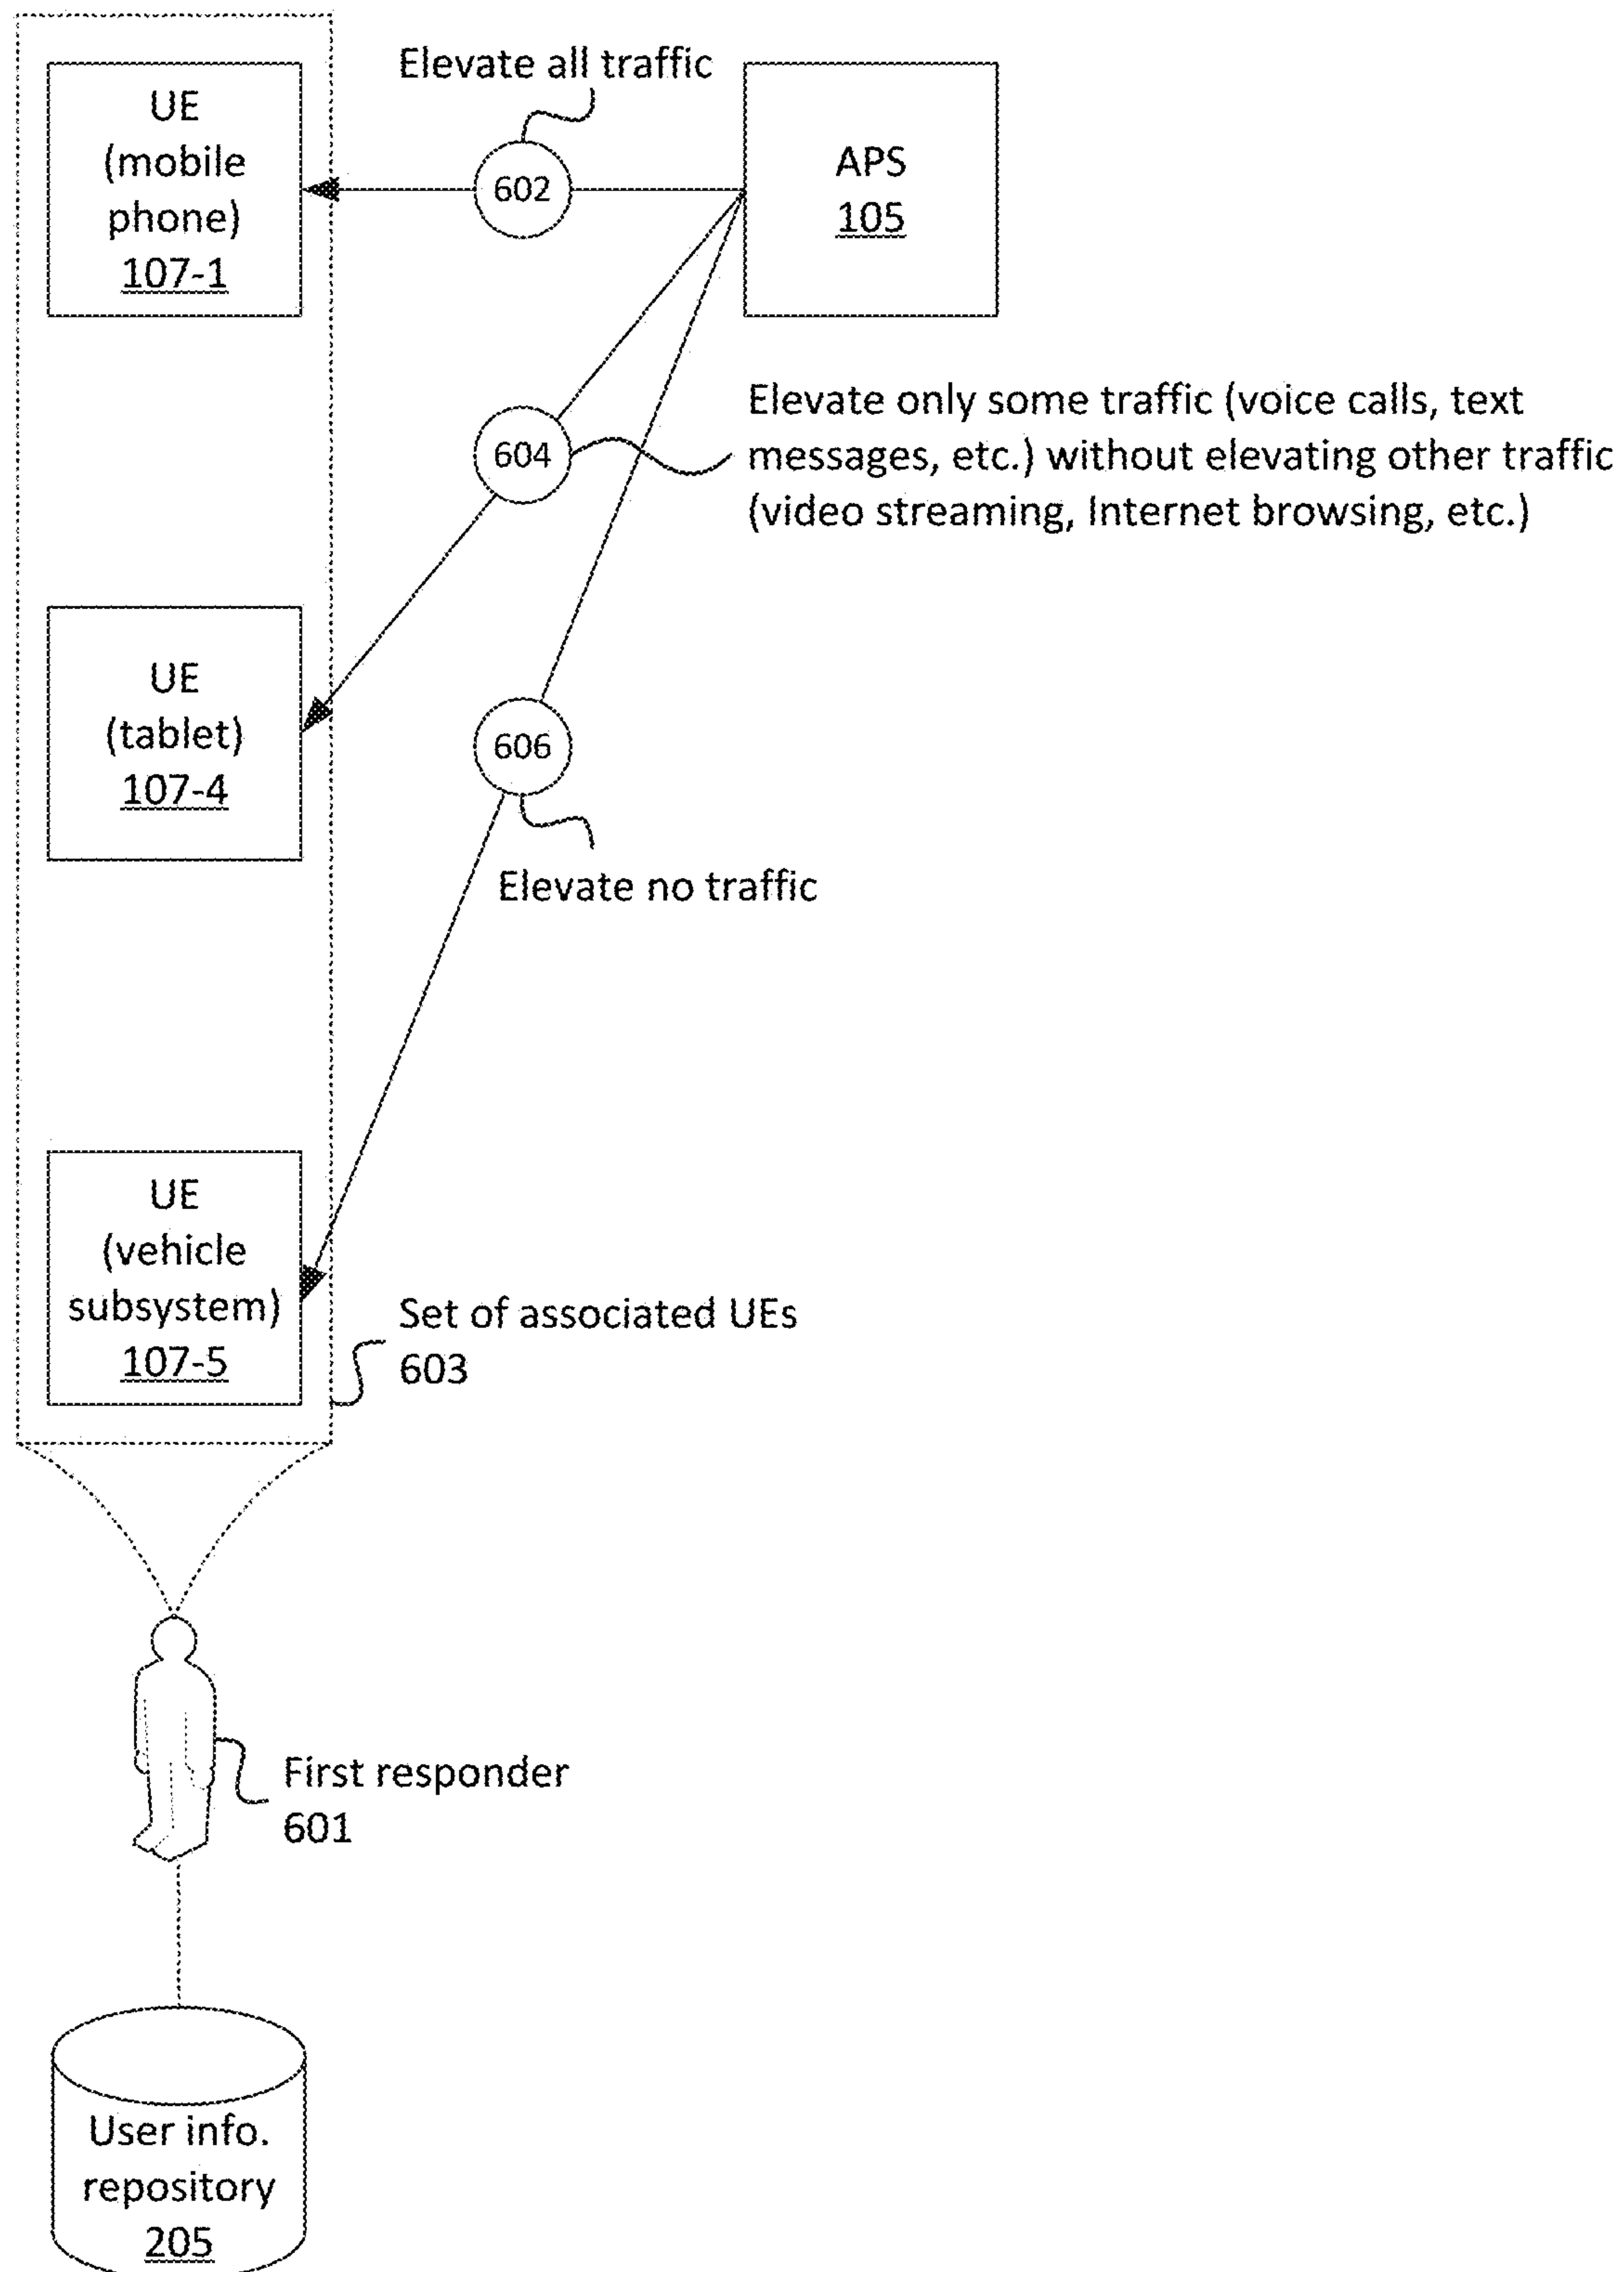 Elevate all traffic
UE
(mobile
phone)
107-1
602
APS
105
604
Elevate only some traffic (voice calls, text
messages, etc.) without elevating other traffic
(video streaming, Internet browsing, etc.)
UE
(tablet)
107-4
606
Elevate no traffic
UE
(vehicle
subsystem)
107-5
Set of associated UEs
603
First responder
601
User info.
repository
205